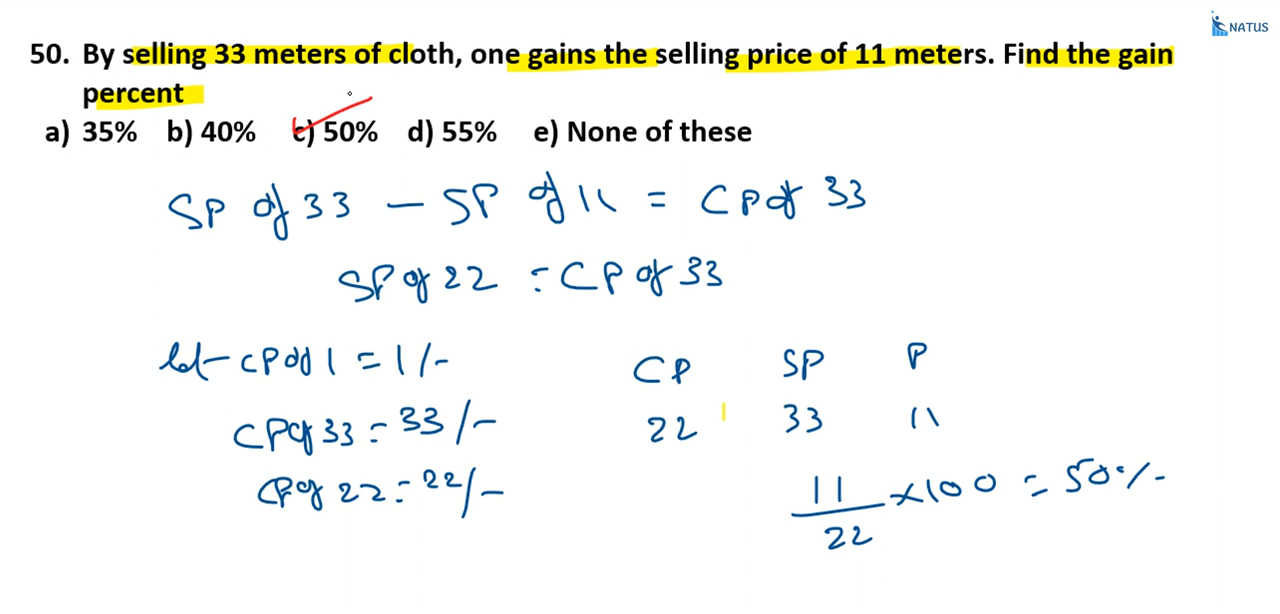 NATUS
50. By selling 33 meters of cloth, one gains the selling price of 11 meters. Find the gain
percent
a) 35% b) 40% c) 50% d) 55% e) None of these
SP of 33 - SP of 11 = CP of 33
SP of 22 = CP of 33
let CP of 1 = 1/-
CP SP P
CP of 33 = 33/-
22 33 11
CP of 22 = 22/-
11/22 × 100 = 50%